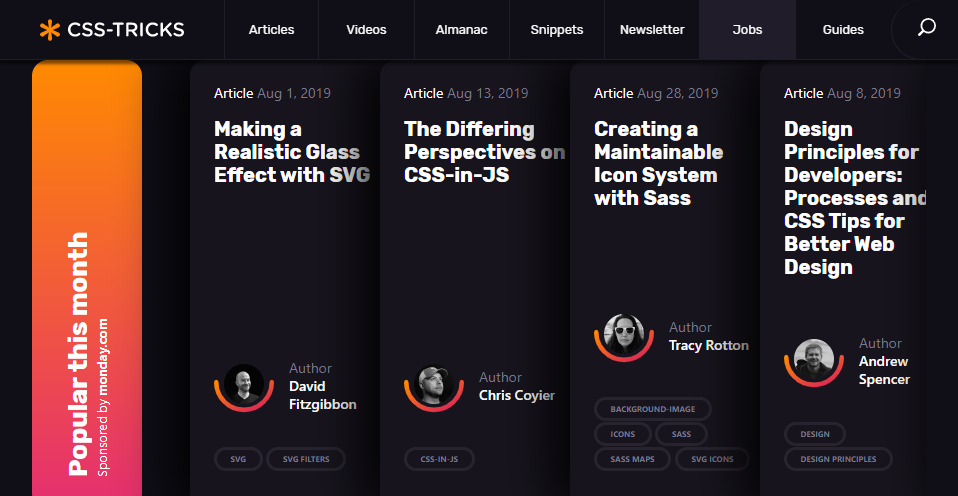 CSS-TRICKS
Articles
Videos
Almanac
Snippets
Newsletter
Jobs
Guides
Popular this month
Sponsored by monday.com
Article Aug 1, 2019
Making a
Realistic Glass
Effect with SVG
Author
David
Fitzgibbon
SVG
SVG FILTERS
Article Aug 13, 2019
The Differing
Perspectives on
CSS-in-JS
Author
Chris Coyier
CSS-IN-JS
Article Aug 28, 2019
Creating a
Maintainable
Icon System
with Sass
Author
Tracy Rotton
BACKGROUND-IMAGE
ICONS
SASS
SASS MAPS
SVG ICONS
Article Aug 8, 2019
Design
Principles for
Developers:
Processes and
CSS Tips for
Better Web
Design
Author
Andrew
Spencer
DESIGN
DESIGN PRINCIPLES